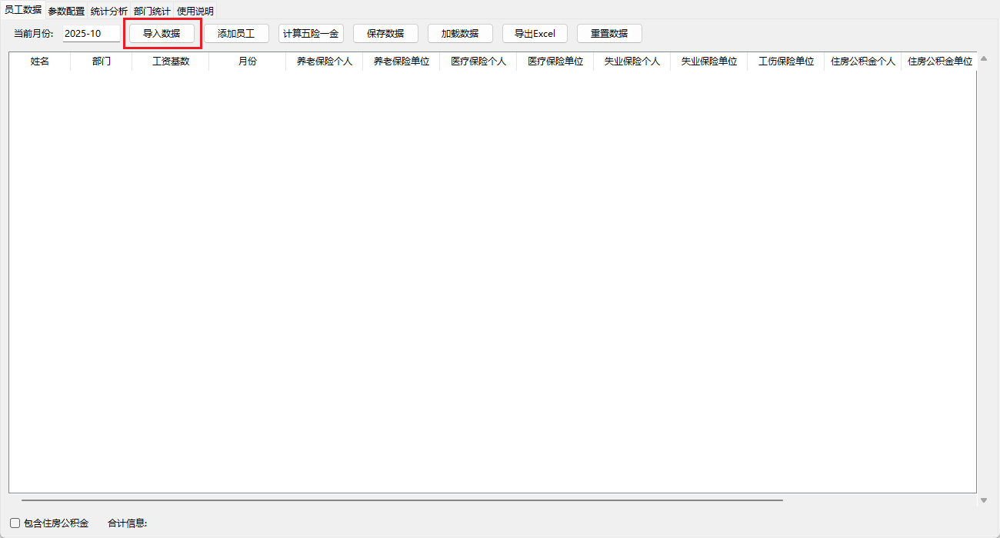 员工数据 参数配置 统计分析 部门统计 使用说明
当前月份: 2025-10 导入数据 添加员工 计算五险一金 保存数据 加载数据 导出Excel 重置数据
姓名 部门 工资基数 月份 养老保险个人 养老保险单位 医疗保险个人 医疗保险单位 失业保险个人 失业保险单位 工伤保险单位 住房公积金个人 住房公积金单位
包含住房公积金 合计信息: